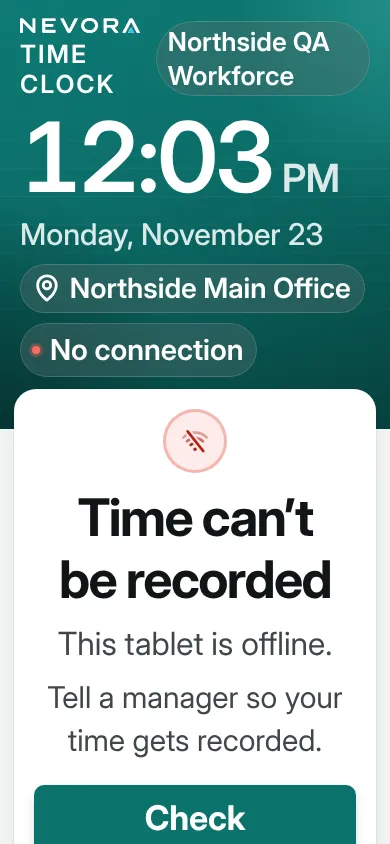 NEVORA
TIME
CLOCK
Northside QA
Workforce
12:03 PM
Monday, November 23
Northside Main Office
No connection
Time can’t
be recorded
This tablet is offline.
Tell a manager so your
time gets recorded.
Check